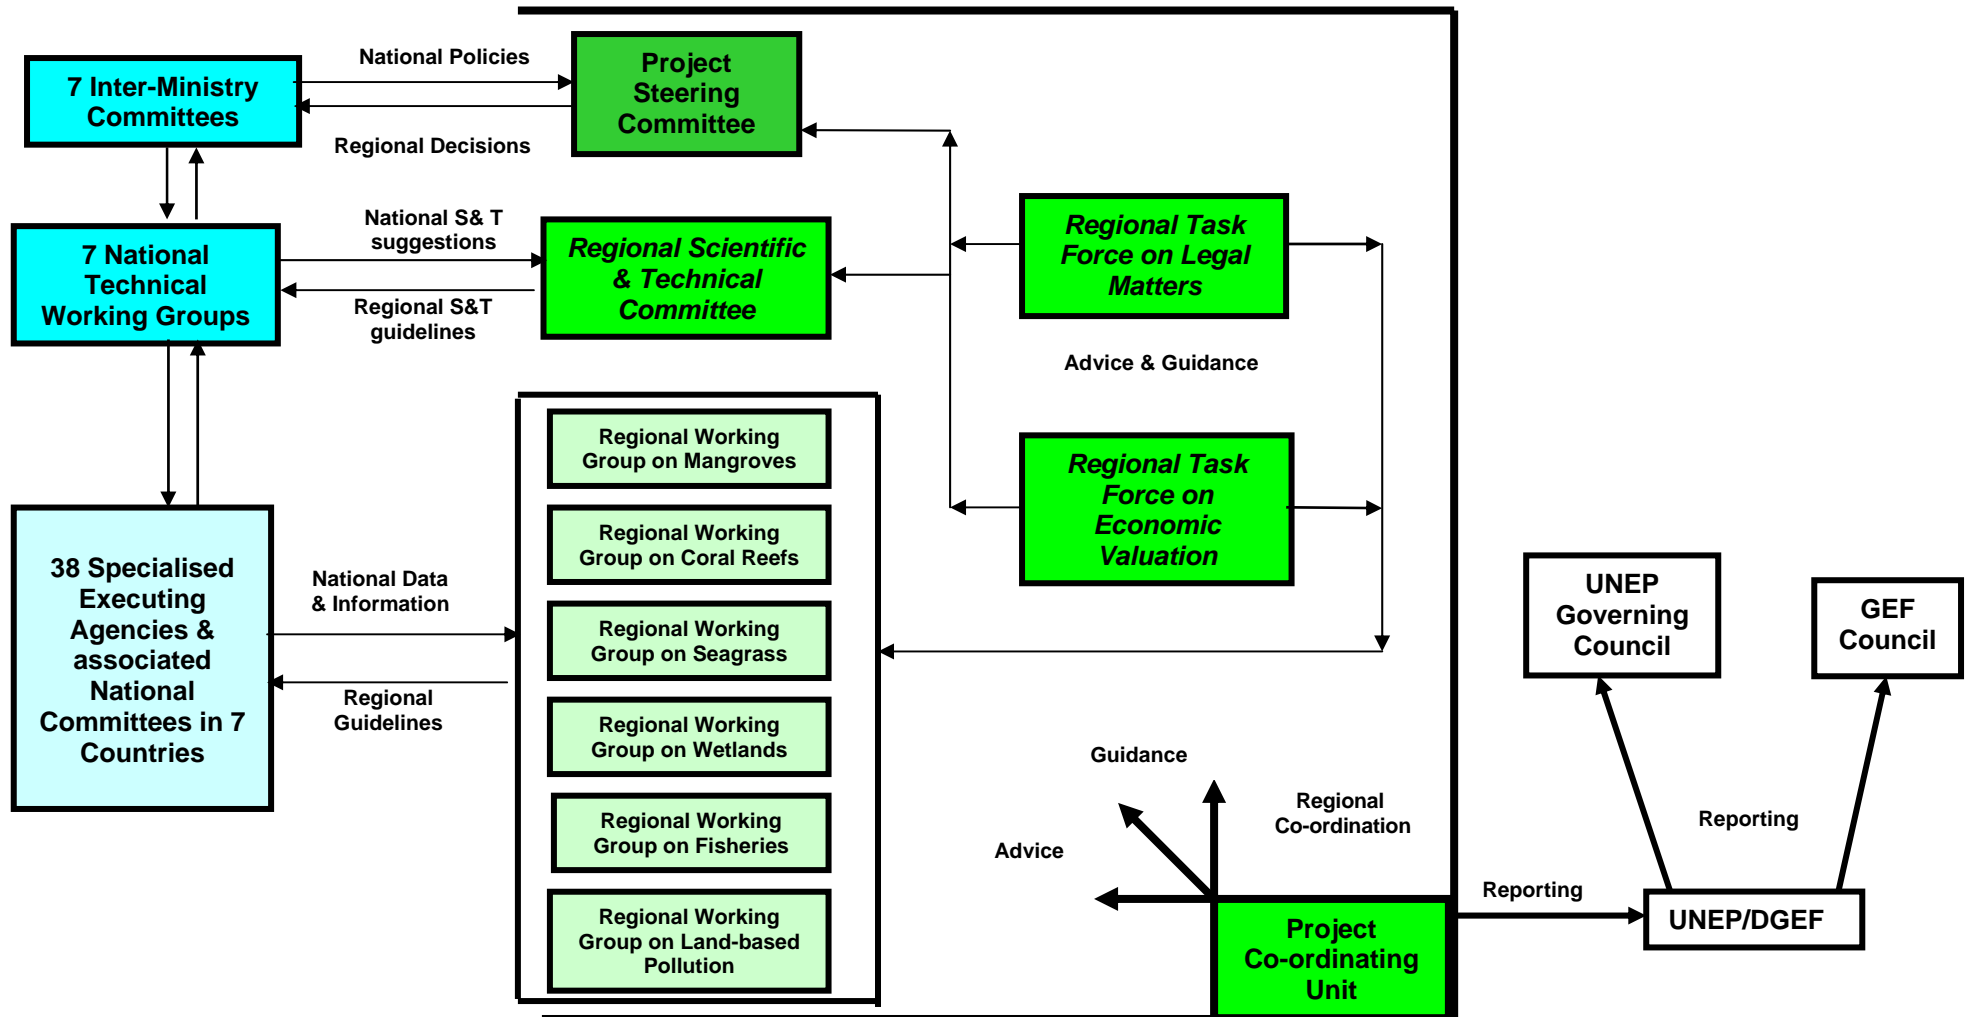 National Policies
7 Inter-Ministry
Committees
Project
Steering
Committee
Regional Decisions
National S& T
suggestions
7 National
Technical
Working Groups
Regional Scientific
& Technical
Committee
Regional S&T
guidelines
Regional Task
Force on Legal
Matters
Advice & Guidance
Regional Task
Force on
Economic
Valuation
Regional Working
Group on Mangroves
Regional Working
Group on Coral Reefs
Regional Working
Group on Seagrass
Regional Working
Group on Wetlands
Regional Working
Group on Fisheries
Regional Working
Group on Land-based
Pollution
38 Specialised
Executing
Agencies &
associated
National
Committees in 7
Countries
National Data
& Information
Regional
Guidelines
Guidance
Advice
Regional
Co-ordination
Project
Co-ordinating
Unit
Reporting
UNEP/DGEF
Reporting
UNEP
Governing
Council
GEF
Council